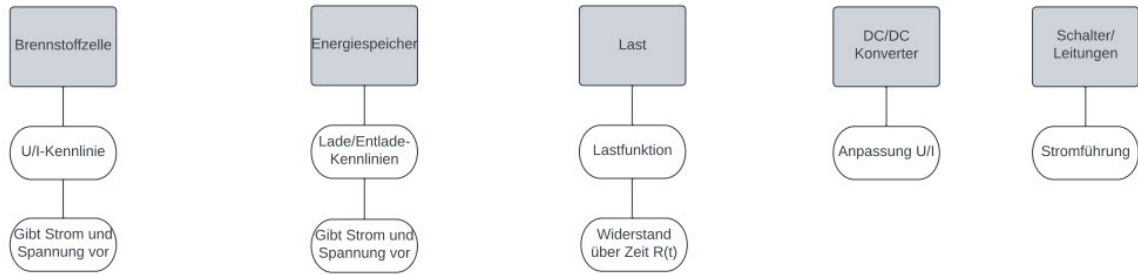 Brennstoffzelle
Energiespeicher
Last
DC/DC
Konverter
Schalter/
Leitungen
U/I-Kennlinie
Lade/Entlade-
Kennlinien
Lastfunktion
Anpassung U/I
Stromführung
Gibt Strom und
Spannung vor
Gibt Strom und
Spannung vor
Widerstand
über Zeit R(t)